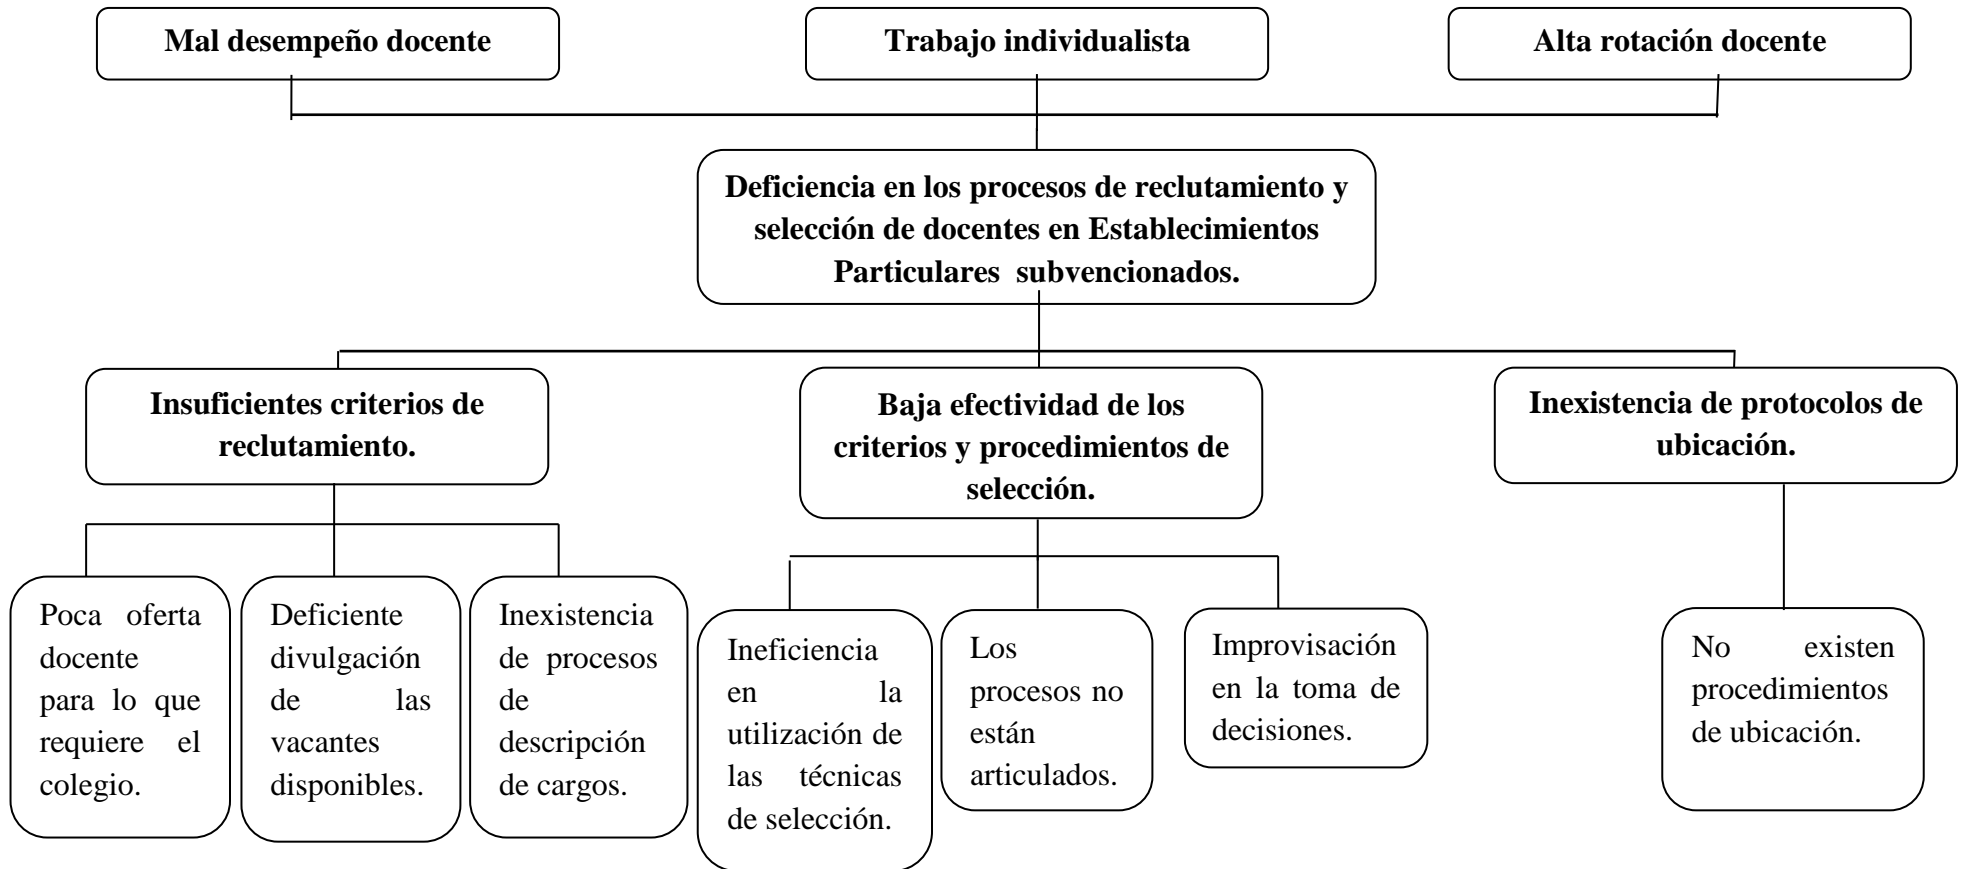 Mal desempeño docente
Trabajo individualista
Alta rotación docente
Deficiencia en los procesos de reclutamiento y
selección de docentes en Establecimientos
Particulares subvencionados.
Insuficientes criterios de
reclutamiento.
Baja efectividad de los
criterios y procedimientos de
selección.
Inexistencia de protocolos de
ubicación.
Poca oferta
docente
para lo que
requiere el
colegio.
Deficiente
divulgación
de las
vacantes
disponibles.
Inexistencia
de procesos
de
descripción
de cargos.
Ineficiencia
en la
utilización de
las técnicas
de selección.
Los
procesos no
están
articulados.
Improvisación
en la toma de
decisiones.
No existen
procedimientos
de ubicación.